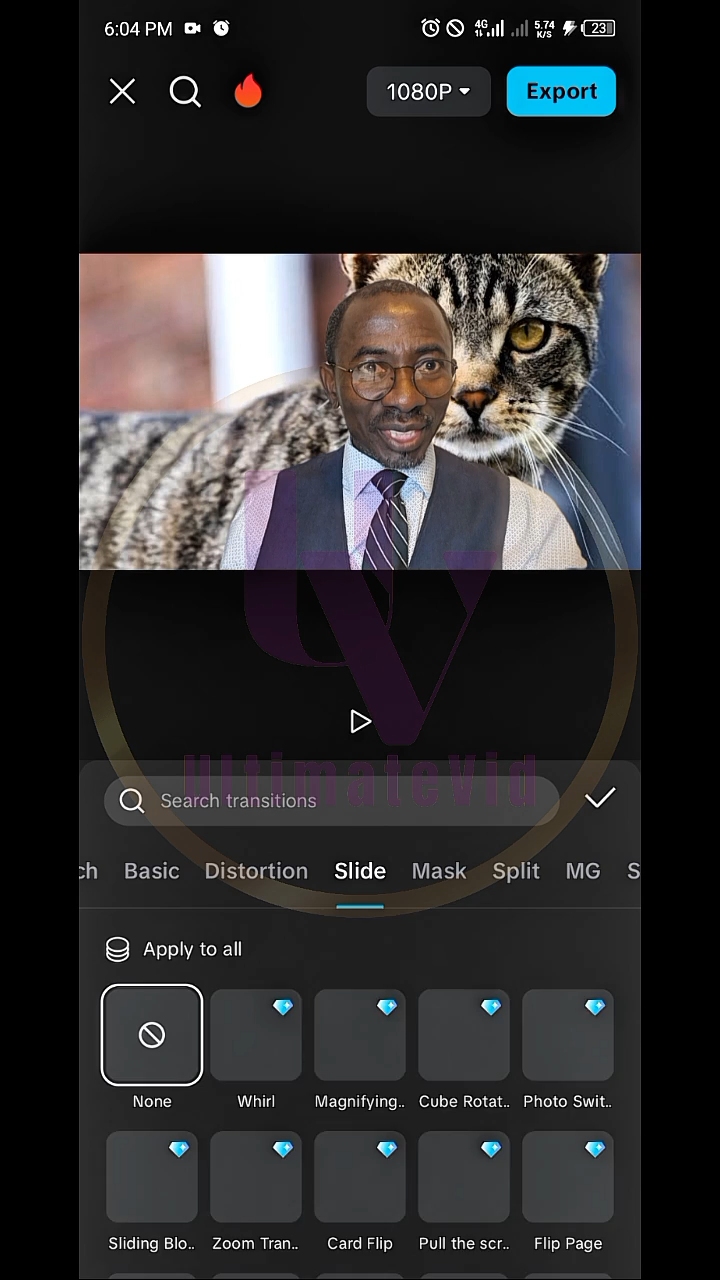 6:04 PM 4G 5.74 K/S 23
1080P Export
UV
UltimateVid
Search transitions
ch Basic Distortion Slide Mask Split MG S
Apply to all
None Whirl Magnifying.. Cube Rotat.. Photo Swit..
Sliding Blo.. Zoom Tran.. Card Flip Pull the scr.. Flip Page